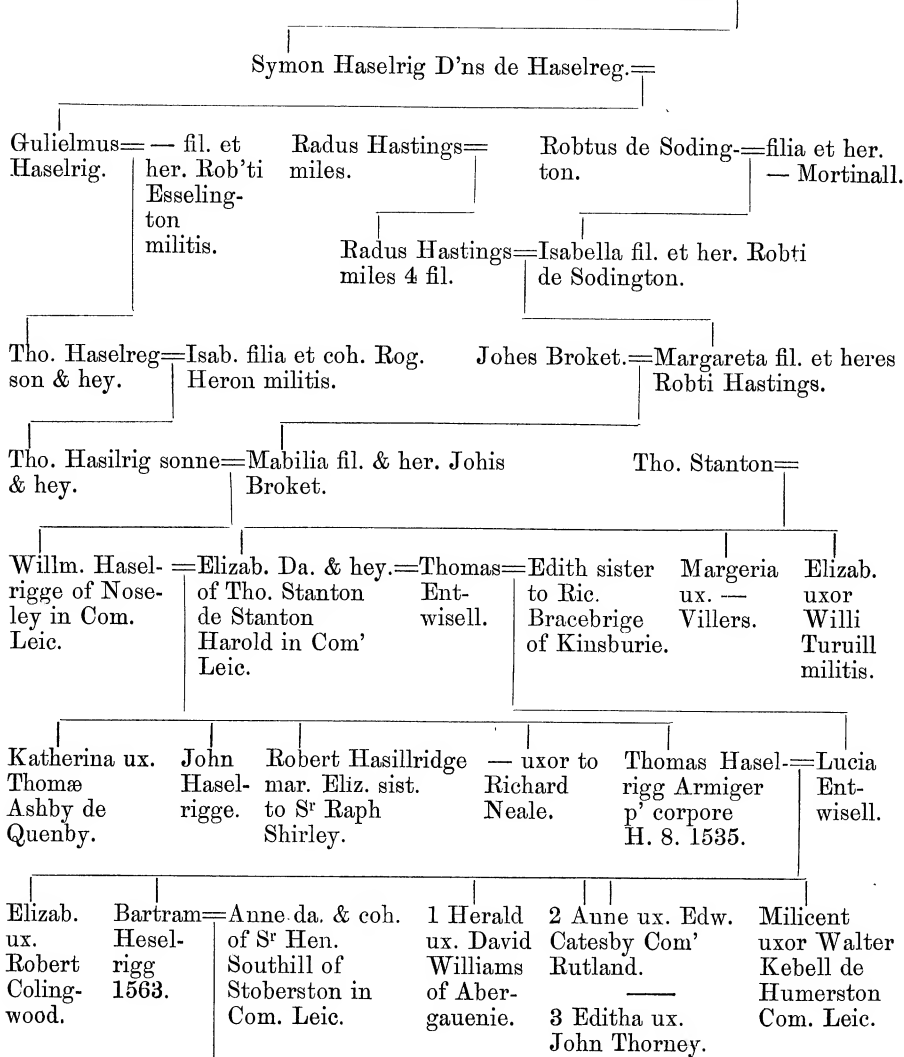 Symon Haselrig D'ns de Haselreg.=
Gulielmus=
Haselrig.
— fil. et
her. Rob'ti
Esseling-
ton
militis.
Radus Hastings=
miles.
Robtus de Soding-=
ton.
filia et her.
— Mortinall.
Radus Hastings=
miles 4 fil.
Isabella fil. et her. Robti
de Sodington.
Tho. Haselreg=
son & hey.
Isab. filia et coh. Rog.
Heron militis.
Johes Broket.=
Margareta fil. et heres
Robti Hastings.
Tho. Hasilrig sonne=
& hey.
Mabilia fil. & her. Johis
Broket.
Tho. Stanton=
Willm. Hasel-=
rigge of Nose-
ley in Com.
Leic.
Elizab. Da. & hey.=
of Tho. Stanton
de Stanton
Harold in Com'
Leic.
Thomas=
Ent-
wisell.
Edith sister
to Ric.
Bracebrige
of Kinsburie.
Margeria
ux. —
Villers.
Elizab.
uxor
Willi
Turuill
militis.
Katherina ux.
Thomæ
Ashby de
Quenby.
John
Hasel-
rigge.
Robert Hasillridge
mar. Eliz. sist.
to Sʳ Raph
Shirley.
— uxor to
Richard
Neale.
Thomas Hasel-=
rigg Armiger
p' corpore
H. 8. 1535.
Lucia
Ent-
wisell.
Elizab.
ux.
Robert
Coling-
wood.
Bartram=
Hesel-
rigg
1563.
Anne da. & coh.
of Sʳ Hen.
Southill of
Stoberston in
Com. Leic.
1 Herald
ux. David
Williams
of Aber-
gauenie.
2 Anne ux. Edw.
Catesby Com'
Rutland.
—
3 Editha ux.
John Thorney.
Milicent
uxor Walter
Kebell de
Humerston
Com. Leic.